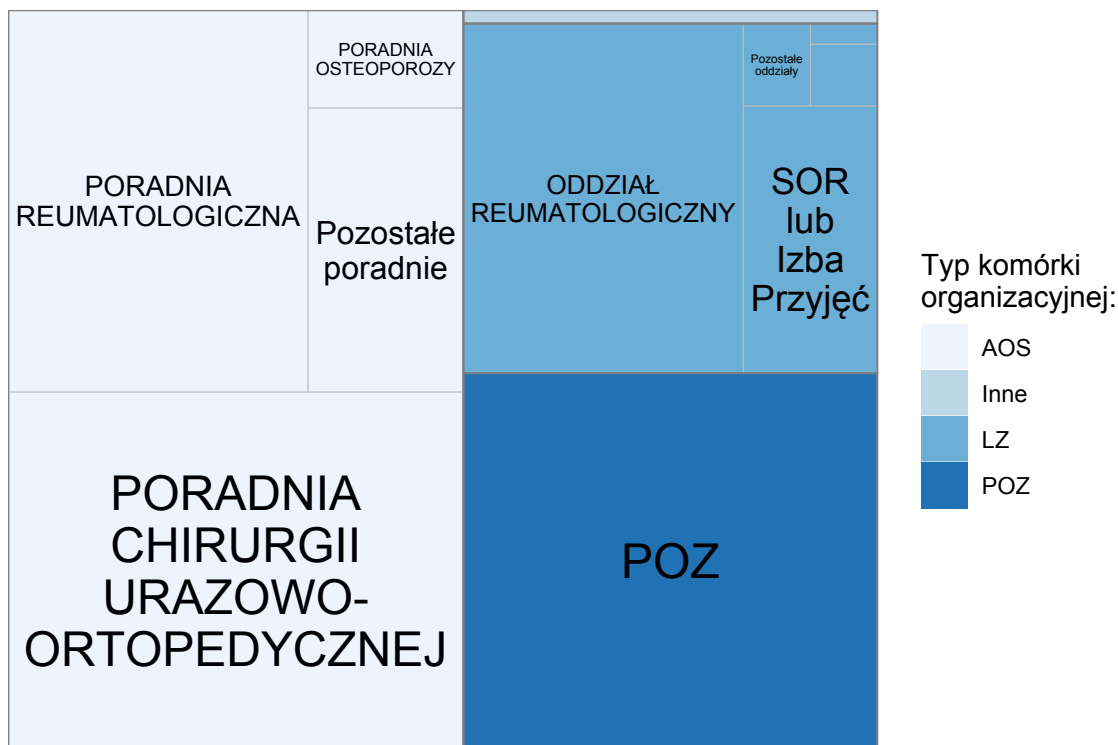 PORADNIA
REUMATOLOGICZNA
PORADNIA
OSTEOPOROZY
Pozostałe
poradnie
PORADNIA
CHIRURGII
URAZOWO-
ORTOPEDYCZNEJ
ODDZIAŁ
REUMATOLOGICZNY
Pozostałe
oddziały
SOR
lub
Izba
Przyjęć
POZ
Typ komórki
organizacyjnej:
AOS
Inne
LZ
POZ